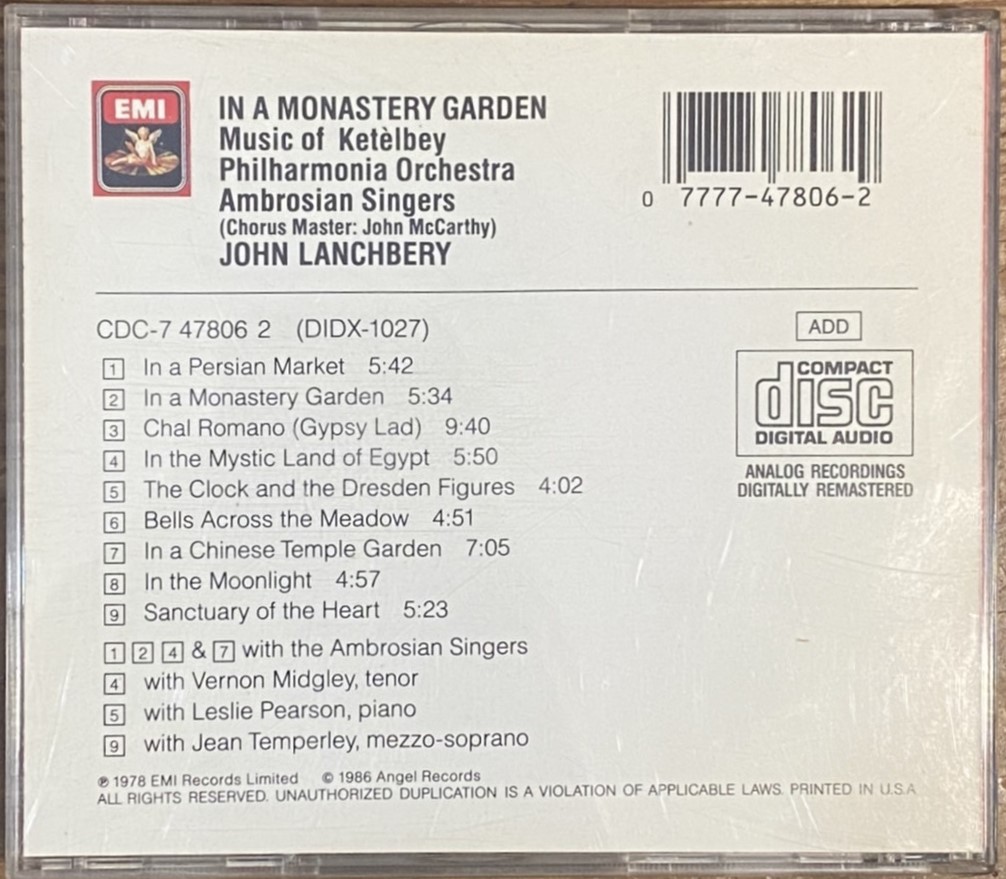 EMI
IN A MONASTERY GARDEN
Music of Ketèlbey
Philharmonia Orchestra
Ambrosian Singers
(Chorus Master: John McCarthy)
JOHN LANCHBERY
0 7777-47806-2
CDC-7 47806 2 (DIDX-1027)
1 In a Persian Market 5:42
2 In a Monastery Garden 5:34
3 Chal Romano (Gypsy Lad) 9:40
4 In the Mystic Land of Egypt 5:50
5 The Clock and the Dresden Figures 4:02
6 Bells Across the Meadow 4:51
7 In a Chinese Temple Garden 7:05
8 In the Moonlight 4:57
9 Sanctuary of the Heart 5:23
1 2 4 & 7 with the Ambrosian Singers
4 with Vernon Midgley, tenor
5 with Leslie Pearson, piano
9 with Jean Temperley, mezzo-soprano
ADD
COMPACT
disc
DIGITAL AUDIO
ANALOG RECORDINGS
DIGITALLY REMASTERED
℗ 1978 EMI Records Limited © 1986 Angel Records
ALL RIGHTS RESERVED. UNAUTHORIZED DUPLICATION IS A VIOLATION OF APPLICABLE LAWS. PRINTED IN U.S.A